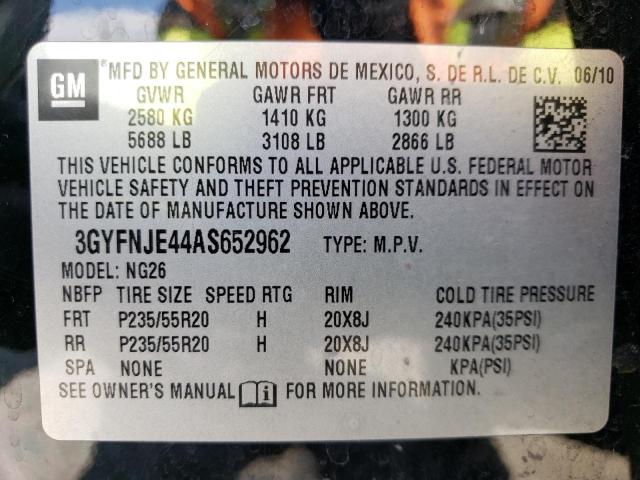 GM ® MFD BY GENERAL MOTORS DE MEXICO, S. DE R.L. DE C.V. 06/10
GVWR GAWR FRT GAWR RR
2580 KG 1410 KG 1300 KG
5688 LB 3108 LB 2866 LB
THIS VEHICLE CONFORMS TO ALL APPLICABLE U.S. FEDERAL MOTOR
VEHICLE SAFETY AND THEFT PREVENTION STANDARDS IN EFFECT ON
THE DATE OF MANUFACTURE SHOWN ABOVE.
3GYFNJE44AS652962 TYPE: M.P.V.
MODEL: NG26
NBFP TIRE SIZE SPEED RTG RIM COLD TIRE PRESSURE
FRT P235/55R20 H 20X8J 240KPA(35PSI)
RR P235/55R20 H 20X8J 240KPA(35PSI)
SPA NONE NONE KPA(PSI)
SEE OWNER'S MANUAL i FOR MORE INFORMATION.